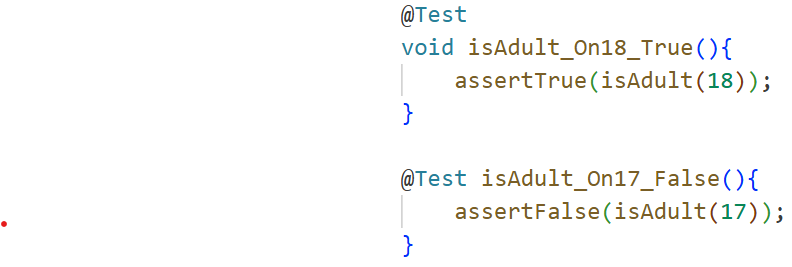 @Test
void isAdult_On18_True(){
    assertTrue(isAdult(18));
}

@Test isAdult_On17_False(){
    assertFalse(isAdult(17));
}